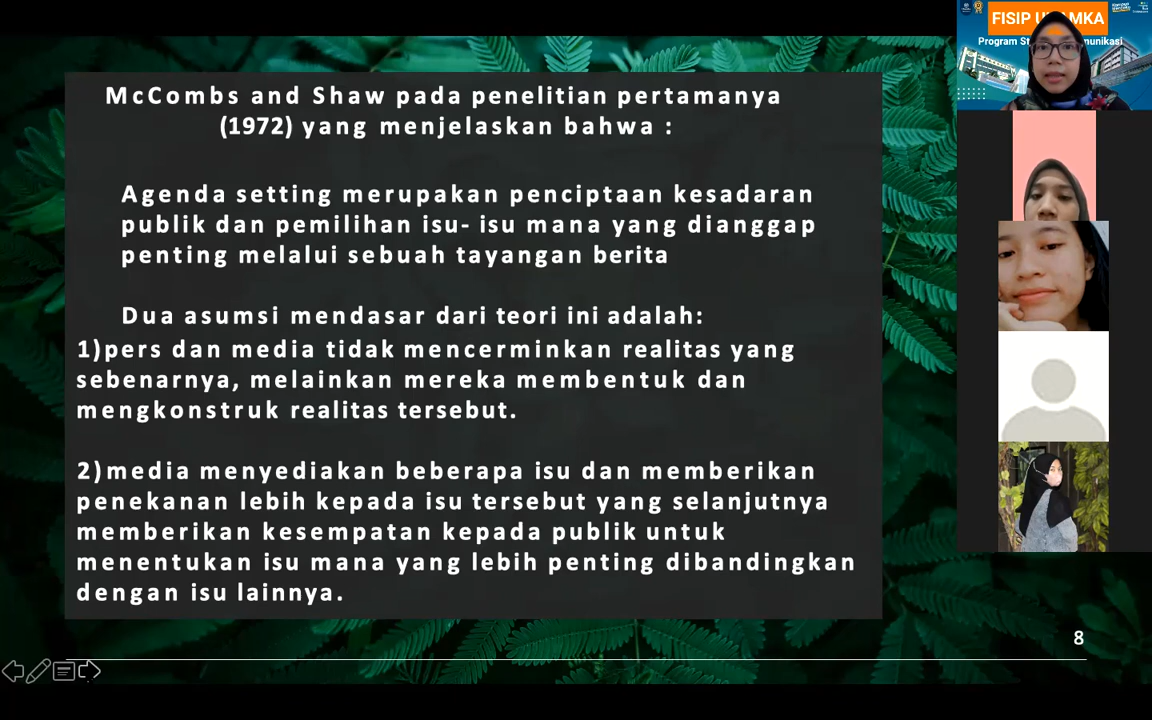 McCombs and Shaw pada penelitian pertamanya
(1972) yang menjelaskan bahwa :
Agenda setting merupakan penciptaan kesadaran
publik dan pemilihan isu- isu mana yang dianggap
penting melalui sebuah tayangan berita
Dua asumsi mendasar dari teori ini adalah:
1)pers dan media tidak mencerminkan realitas yang
sebenarnya, melainkan mereka membentuk dan
mengkonstruk realitas tersebut.
2)media menyediakan beberapa isu dan memberikan
penekanan lebih kepada isu tersebut yang selanjutnya
memberikan kesempatan kepada publik untuk
menentukan isu mana yang lebih penting dibandingkan
dengan isu lainnya.
8
FISIP
Program